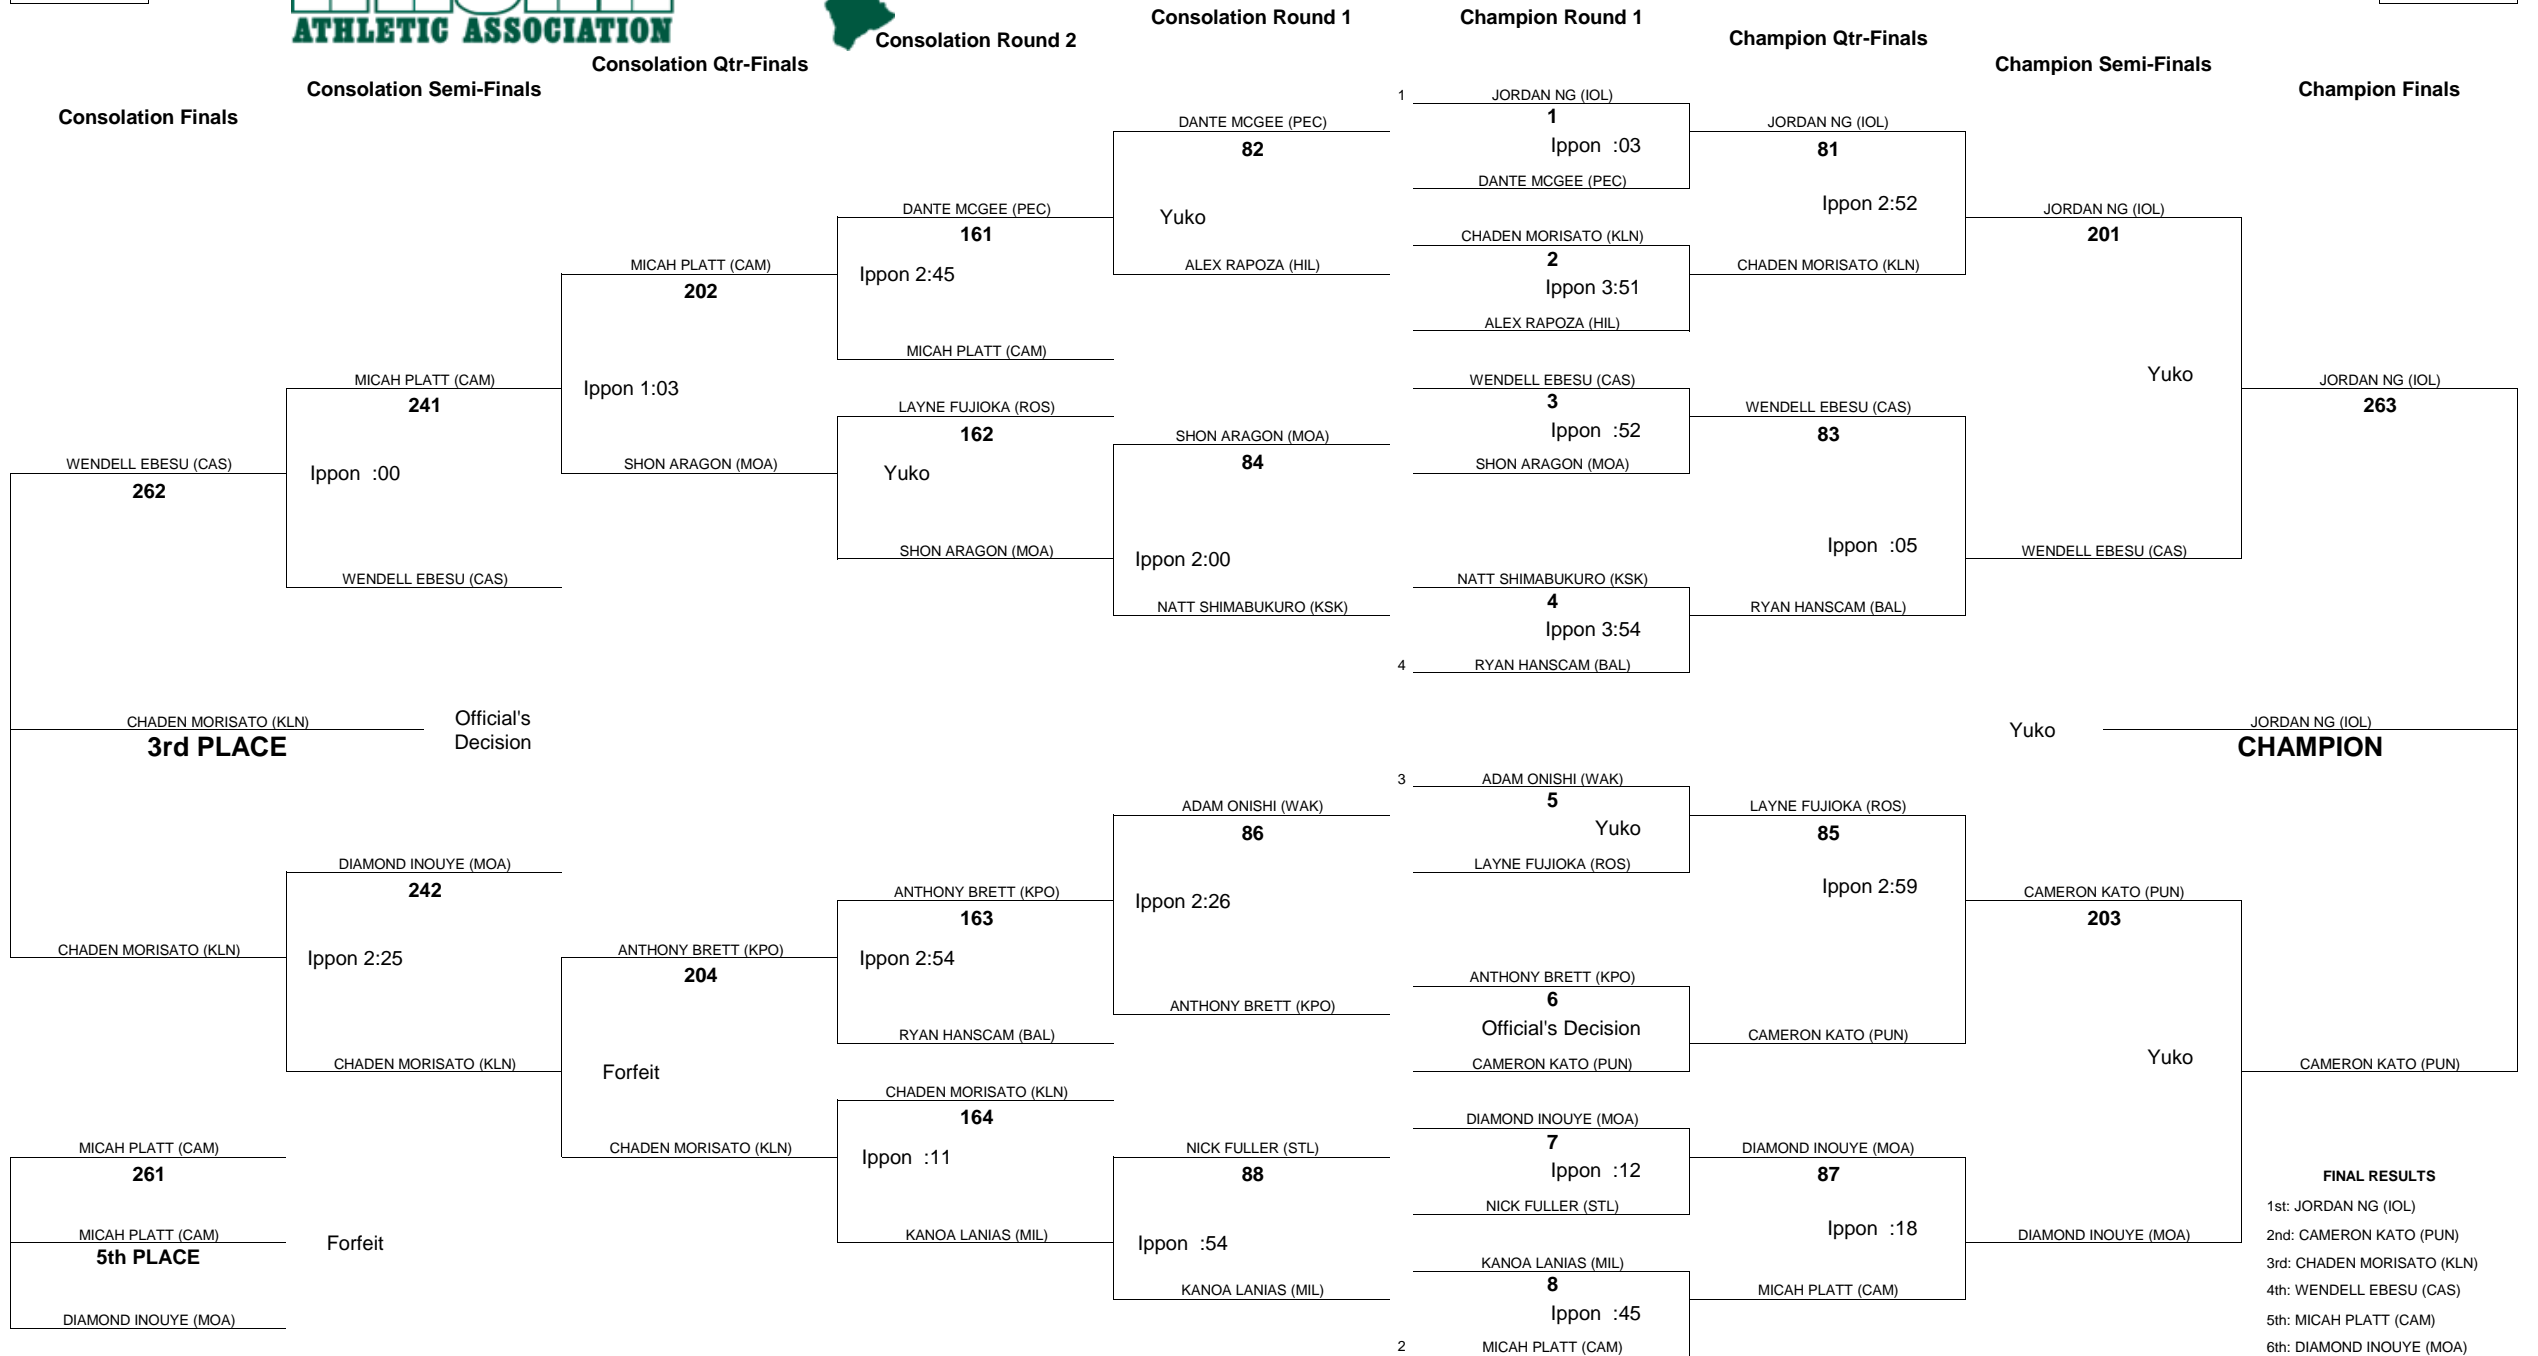 ATHLETIC ASSOCIATION
Consolation Round 1
Champion Round 1
Consolation Round 2
Champion Qtr-Finals
Consolation Qtr-Finals
Champion Semi-Finals
Consolation Semi-Finals
Champion Finals
Consolation Finals
WENDELL EBESU (CAS)
262
CHADEN MORISATO (KLN)
3rd PLACE
Official's
Decision
CHADEN MORISATO (KLN)
MICAH PLATT (CAM)
261
MICAH PLATT (CAM)
5th PLACE
Forfeit
DIAMOND INOUYE (MOA)
MICAH PLATT (CAM)
241
Ippon :00
WENDELL EBESU (CAS)
DIAMOND INOUYE (MOA)
242
Ippon 2:25
CHADEN MORISATO (KLN)
MICAH PLATT (CAM)
202
Ippon 1:03
SHON ARAGON (MOA)
ANTHONY BRETT (KPO)
204
Forfeit
CHADEN MORISATO (KLN)
DANTE MCGEE (PEC)
161
Ippon 2:45
MICAH PLATT (CAM)
LAYNE FUJIOKA (ROS)
162
Yuko
SHON ARAGON (MOA)
ANTHONY BRETT (KPO)
163
Ippon 2:54
RYAN HANSCAM (BAL)
CHADEN MORISATO (KLN)
164
Ippon :11
KANOA LANIAS (MIL)
DANTE MCGEE (PEC)
82
Yuko
ALEX RAPOZA (HIL)
SHON ARAGON (MOA)
84
Ippon 2:00
NATT SHIMABUKURO (KSK)
ADAM ONISHI (WAK)
86
Ippon 2:26
ANTHONY BRETT (KPO)
NICK FULLER (STL)
88
Ippon :54
KANOA LANIAS (MIL)
1 JORDAN NG (IOL)
1
Ippon :03
DANTE MCGEE (PEC)
CHADEN MORISATO (KLN)
2
Ippon 3:51
ALEX RAPOZA (HIL)
WENDELL EBESU (CAS)
3
Ippon :52
SHON ARAGON (MOA)
NATT SHIMABUKURO (KSK)
4
Ippon 3:54
4 RYAN HANSCAM (BAL)
3 ADAM ONISHI (WAK)
5
Yuko
LAYNE FUJIOKA (ROS)
ANTHONY BRETT (KPO)
6
Official's Decision
CAMERON KATO (PUN)
DIAMOND INOUYE (MOA)
7
Ippon :12
NICK FULLER (STL)
KANOA LANIAS (MIL)
8
Ippon :45
2 MICAH PLATT (CAM)
JORDAN NG (IOL)
81
Ippon 2:52
CHADEN MORISATO (KLN)
WENDELL EBESU (CAS)
83
Ippon :05
RYAN HANSCAM (BAL)
LAYNE FUJIOKA (ROS)
85
Ippon 2:59
CAMERON KATO (PUN)
DIAMOND INOUYE (MOA)
87
Ippon :18
MICAH PLATT (CAM)
JORDAN NG (IOL)
201
Yuko
WENDELL EBESU (CAS)
CAMERON KATO (PUN)
203
Yuko
DIAMOND INOUYE (MOA)
JORDAN NG (IOL)
263
Yuko
JORDAN NG (IOL)
CHAMPION
CAMERON KATO (PUN)
FINAL RESULTS
1st: JORDAN NG (IOL)
2nd: CAMERON KATO (PUN)
3rd: CHADEN MORISATO (KLN)
4th: WENDELL EBESU (CAS)
5th: MICAH PLATT (CAM)
6th: DIAMOND INOUYE (MOA)